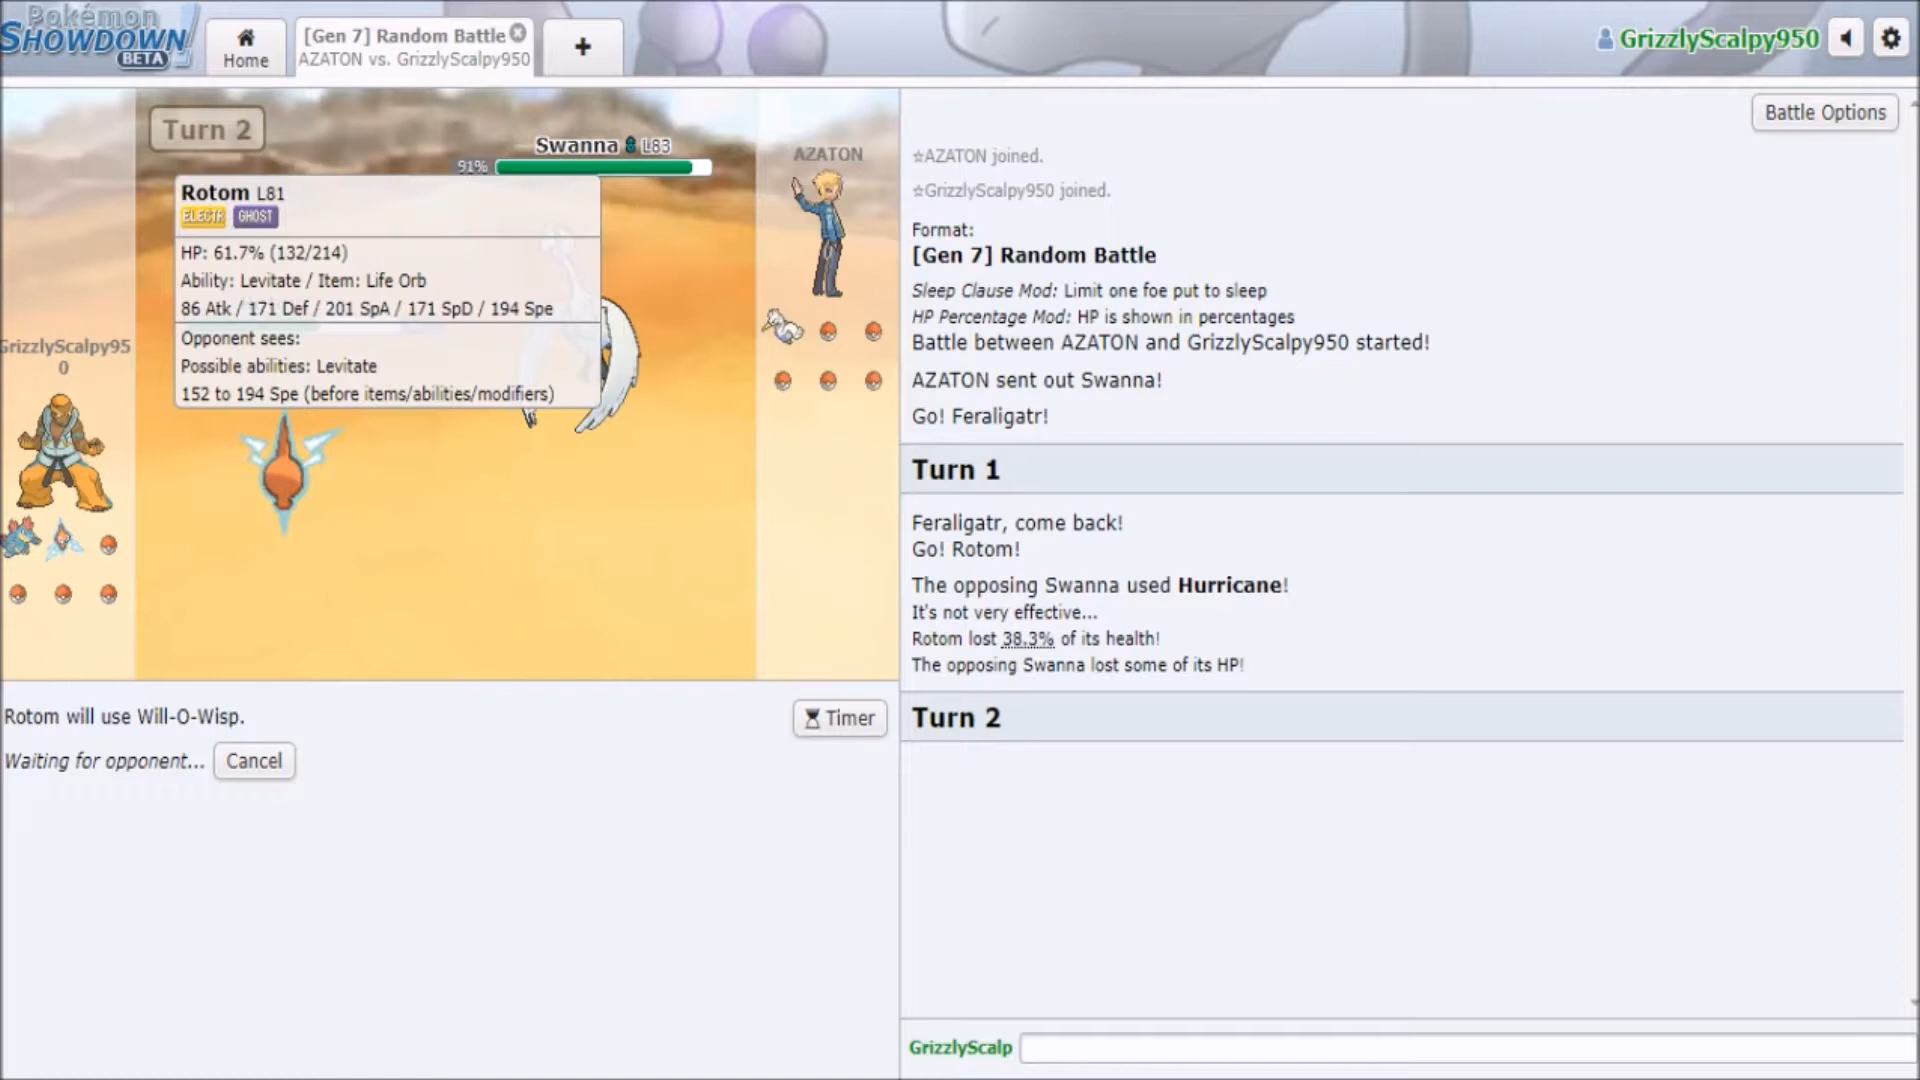 Pokémon
SHOWDOWN!
BETA
Home
[Gen 7] Random Battle
AZATON vs. GrizzlyScalpy950
+
GrizzlyScalpy950
Turn 2
Swanna L83
91%
Rotom L81
ELECTR GHOST
HP: 61.7% (132/214)
Ability: Levitate / Item: Life Orb
86 Atk / 171 Def / 201 SpA / 171 SpD / 194 Spe
Opponent sees:
Possible abilities: Levitate
152 to 194 Spe (before items/abilities/modifiers)
GrizzlyScalpy95
0
AZATON
Rotom will use Will-O-Wisp.
Timer
Waiting for opponent... Cancel
Battle Options
☆AZATON joined.
☆GrizzlyScalpy950 joined.
Format:
[Gen 7] Random Battle
Sleep Clause Mod: Limit one foe put to sleep
HP Percentage Mod: HP is shown in percentages
Battle between AZATON and GrizzlyScalpy950 started!
AZATON sent out Swanna!
Go! Feraligatr!
Turn 1
Feraligatr, come back!
Go! Rotom!
The opposing Swanna used Hurricane!
It's not very effective...
Rotom lost 38.3% of its health!
The opposing Swanna lost some of its HP!
Turn 2
GrizzlyScalp